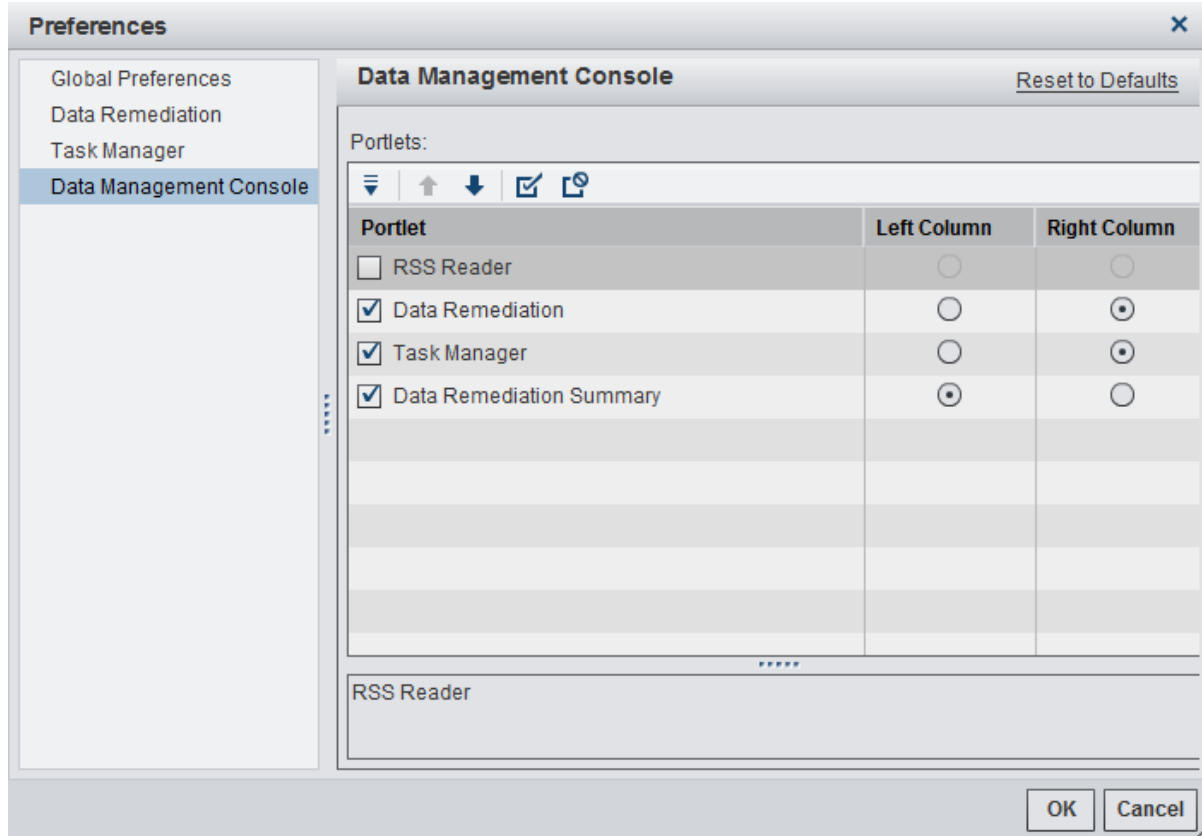 Preferences
Global Preferences
Data Remediation
Task Manager
Data Management Console
Data Management Console
Reset to Defaults
Portlets:
Portlet Left Column Right Column
RSS Reader
Data Remediation
Task Manager
Data Remediation Summary
RSS Reader
OK Cancel